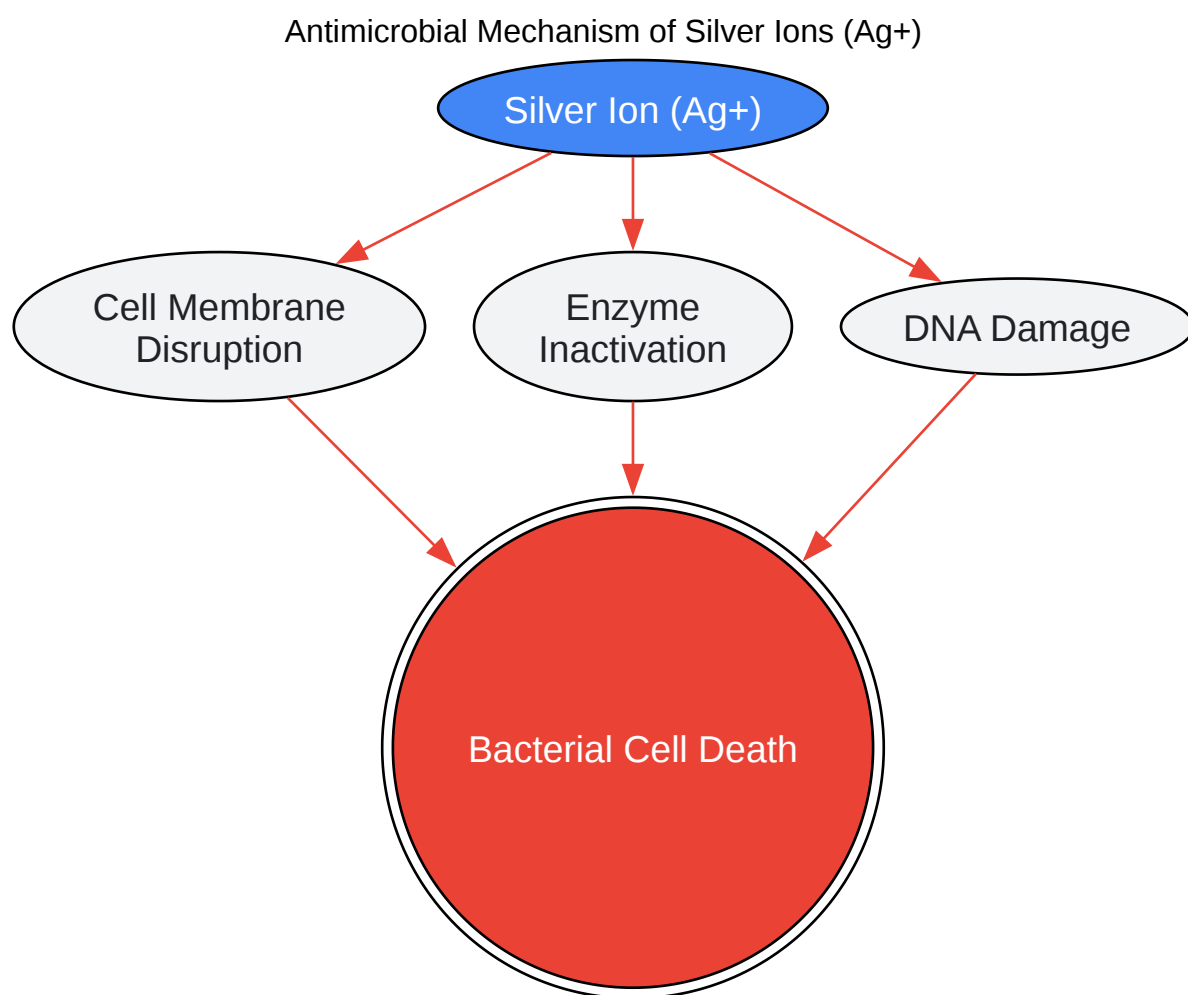 Antimicrobial Mechanism of Silver Ions (Ag+)
Silver Ion (Ag+)
Cell Membrane
Disruption
Enzyme
Inactivation
DNA Damage
Bacterial Cell Death